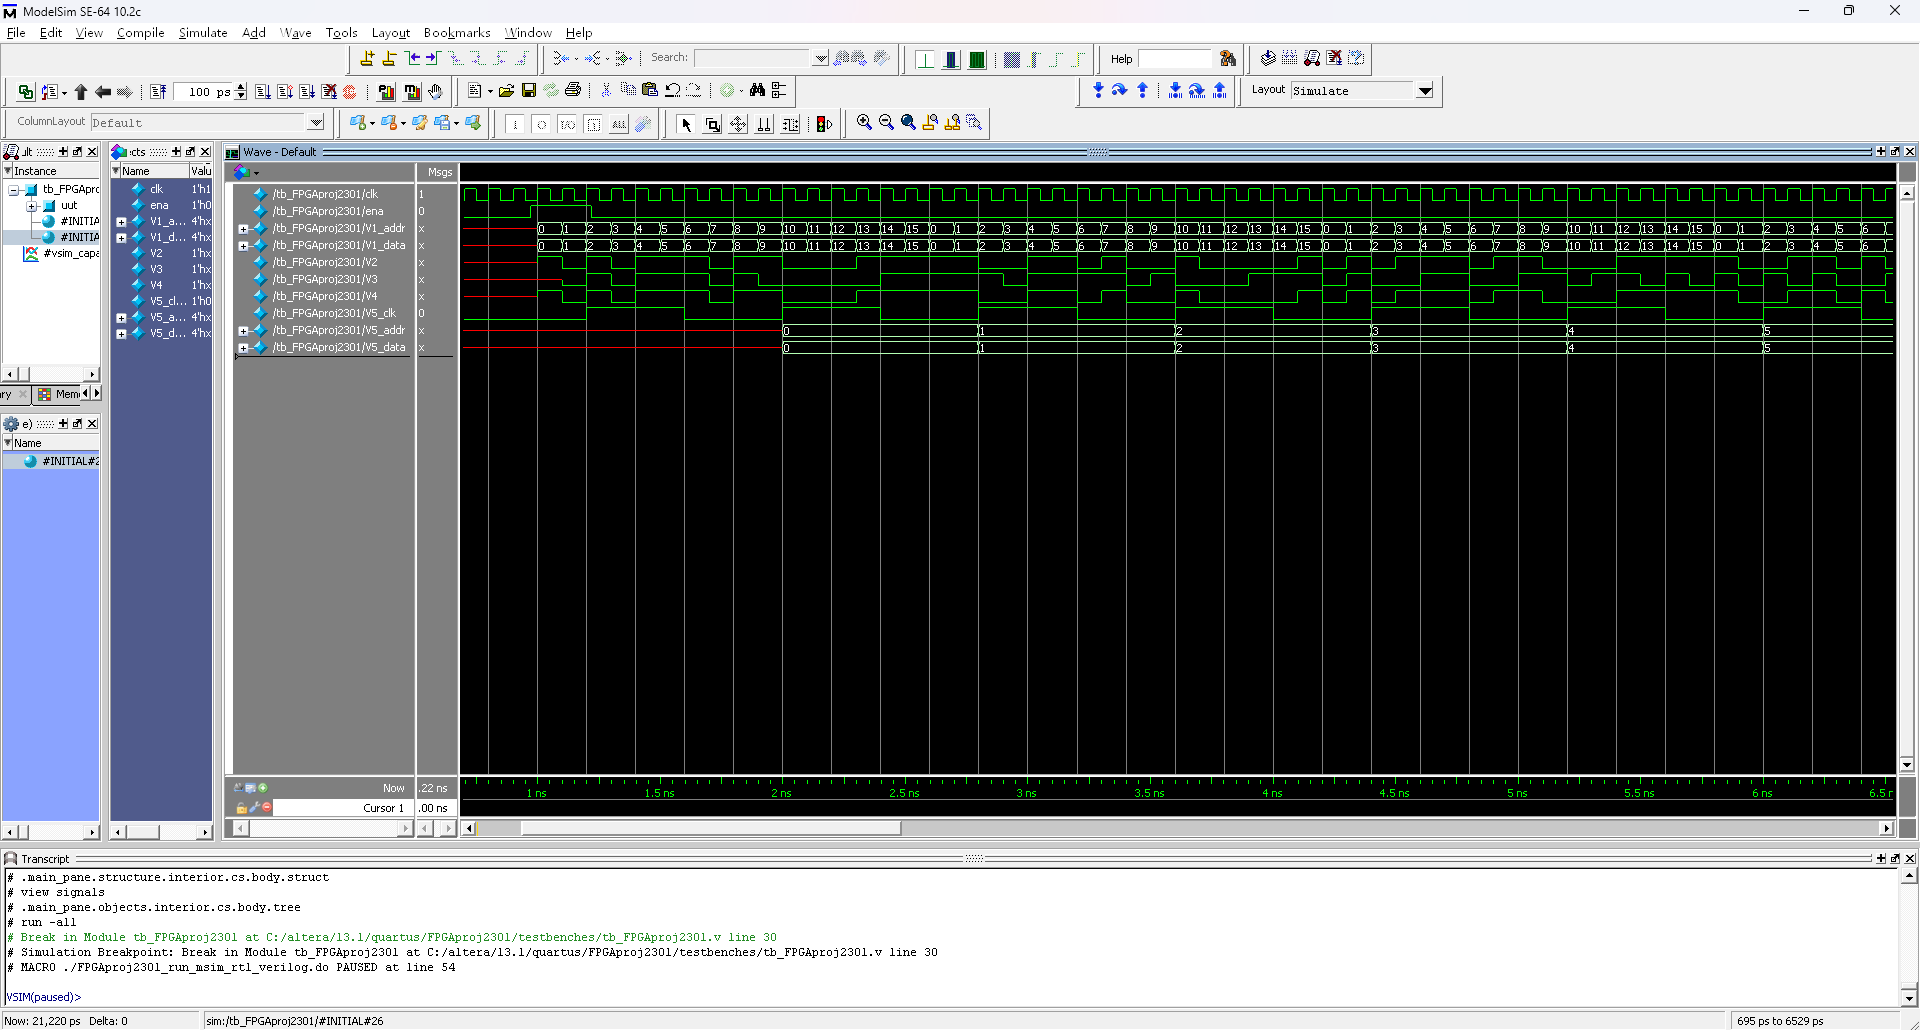 ModelSim SE-64 10.2c
File Edit View Compile Simulate Add Wave Tools Layout Bookmarks Window Help
Search:
Help
100 ps
Layout Simulate
ColumnLayout Default
Instance
tb_FPGApro
uut
#INITIA
#INITIA
#vsim_capa
ry Mem
e)
Name
#INITIAL#2
cts
Name Valu
clk 1'h1
ena 1'h0
V1_a... 4'hx
V1_d... 4'hx
V2 1'hx
V3 1'hx
V4 1'hx
V5_cl... 1'h0
V5_a... 4'hx
V5_d... 4'hx
Wave - Default
Msgs
/tb_FPGAproj2301/clk 1
/tb_FPGAproj2301/ena 0
/tb_FPGAproj2301/V1_addr x 0 1 2 3 4 5 6 7 8 9 10 11 12 13 14 15 0 1 2 3 4 5 6 7 8 9 10 11 12 13 14 15 0 1 2 3 4 5 6 7 8 9 10 11 12 13 14 15 0 1 2 3 4 5 6
/tb_FPGAproj2301/V1_data x 0 1 2 3 4 5 6 7 8 9 10 11 12 13 14 15 0 1 2 3 4 5 6 7 8 9 10 11 12 13 14 15 0 1 2 3 4 5 6 7 8 9 10 11 12 13 14 15 0 1 2 3 4 5 6
/tb_FPGAproj2301/V2 x
/tb_FPGAproj2301/V3 x
/tb_FPGAproj2301/V4 x
/tb_FPGAproj2301/V5_clk 0
/tb_FPGAproj2301/V5_addr x 0 1 2 3 4 5
/tb_FPGAproj2301/V5_data x 0 1 2 3 4 5
Now .22 ns 1 ns 1.5 ns 2 ns 2.5 ns 3 ns 3.5 ns 4 ns 4.5 ns 5 ns 5.5 ns 6 ns 6.5 n
Cursor 1 .00 ns
Transcript
# .main_pane.structure.interior.cs.body.struct
# view signals
# .main_pane.objects.interior.cs.body.tree
# run -all
# Break in Module tb_FPGAproj2301 at C:/altera/13.1/quartus/FPGAproj2301/testbenches/tb_FPGAproj2301.v line 30
# Simulation Breakpoint: Break in Module tb_FPGAproj2301 at C:/altera/13.1/quartus/FPGAproj2301/testbenches/tb_FPGAproj2301.v line 30
# MACRO ./FPGAproj2301_run_msim_rtl_verilog.do PAUSED at line 54
VSIM(paused)>
Now: 21,220 ps Delta: 0 sim:/tb_FPGAproj2301/#INITIAL#26 695 ps to 6529 ps